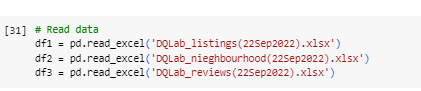 [31] # Read data
df1 = pd.read_excel('DQLab_listings(22Sep2022).xlsx')
df2 = pd.read_excel('DQLab_nieghbourhood(22Sep2022).xlsx')
df3 = pd.read_excel('DQLab_reviews(22Sep2022).xlsx')